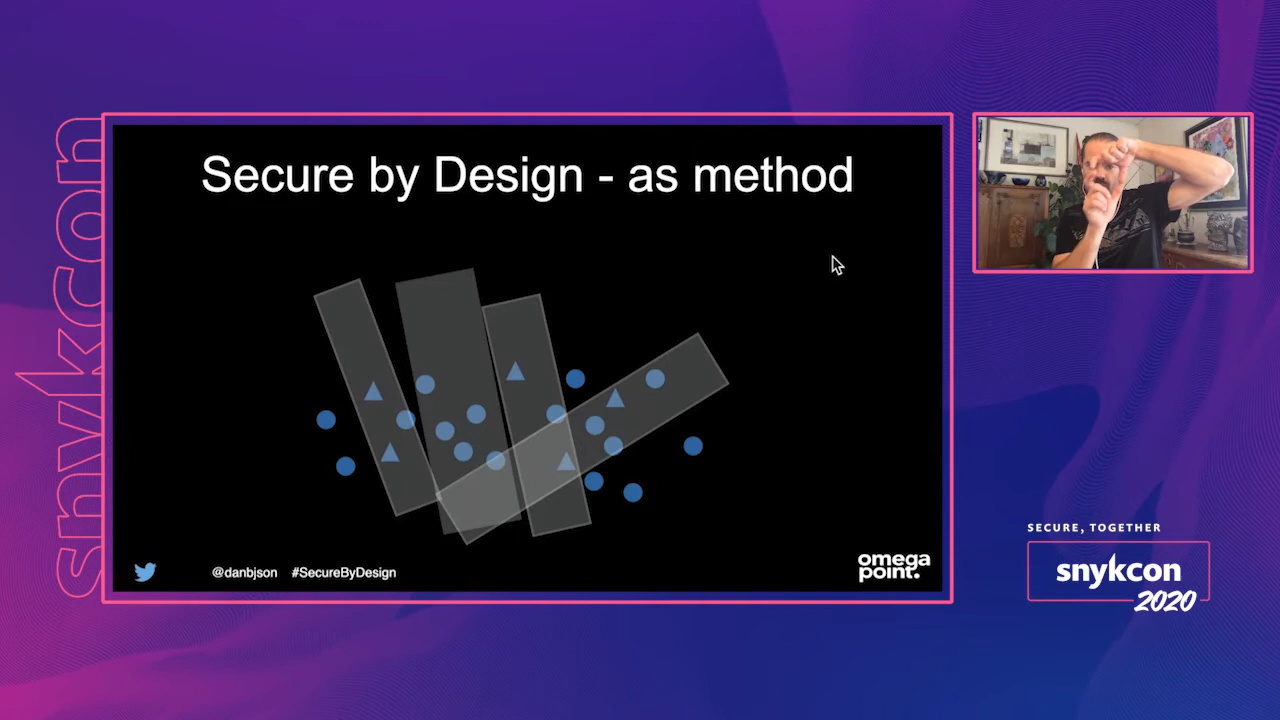 snykcon
Secure by Design - as method
@danbjson #SecureByDesign
omega
point.
SECURE, TOGETHER
snykcon
2020